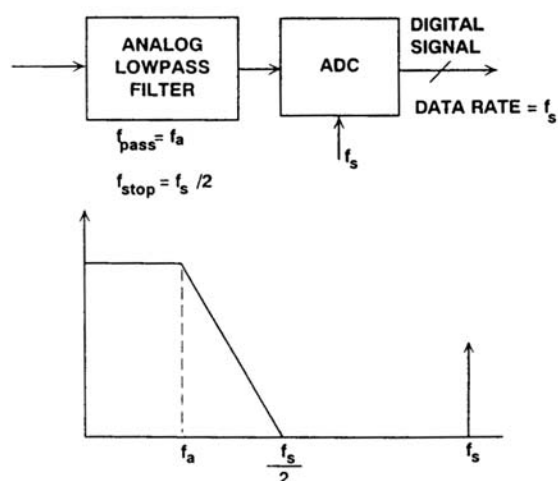 ANALOG
LOWPASS
FILTER
ADC
DIGITAL
SIGNAL
DATA RATE = fs
fpass = fa
fs
fstop = fs /2
fa
fs
2
fs